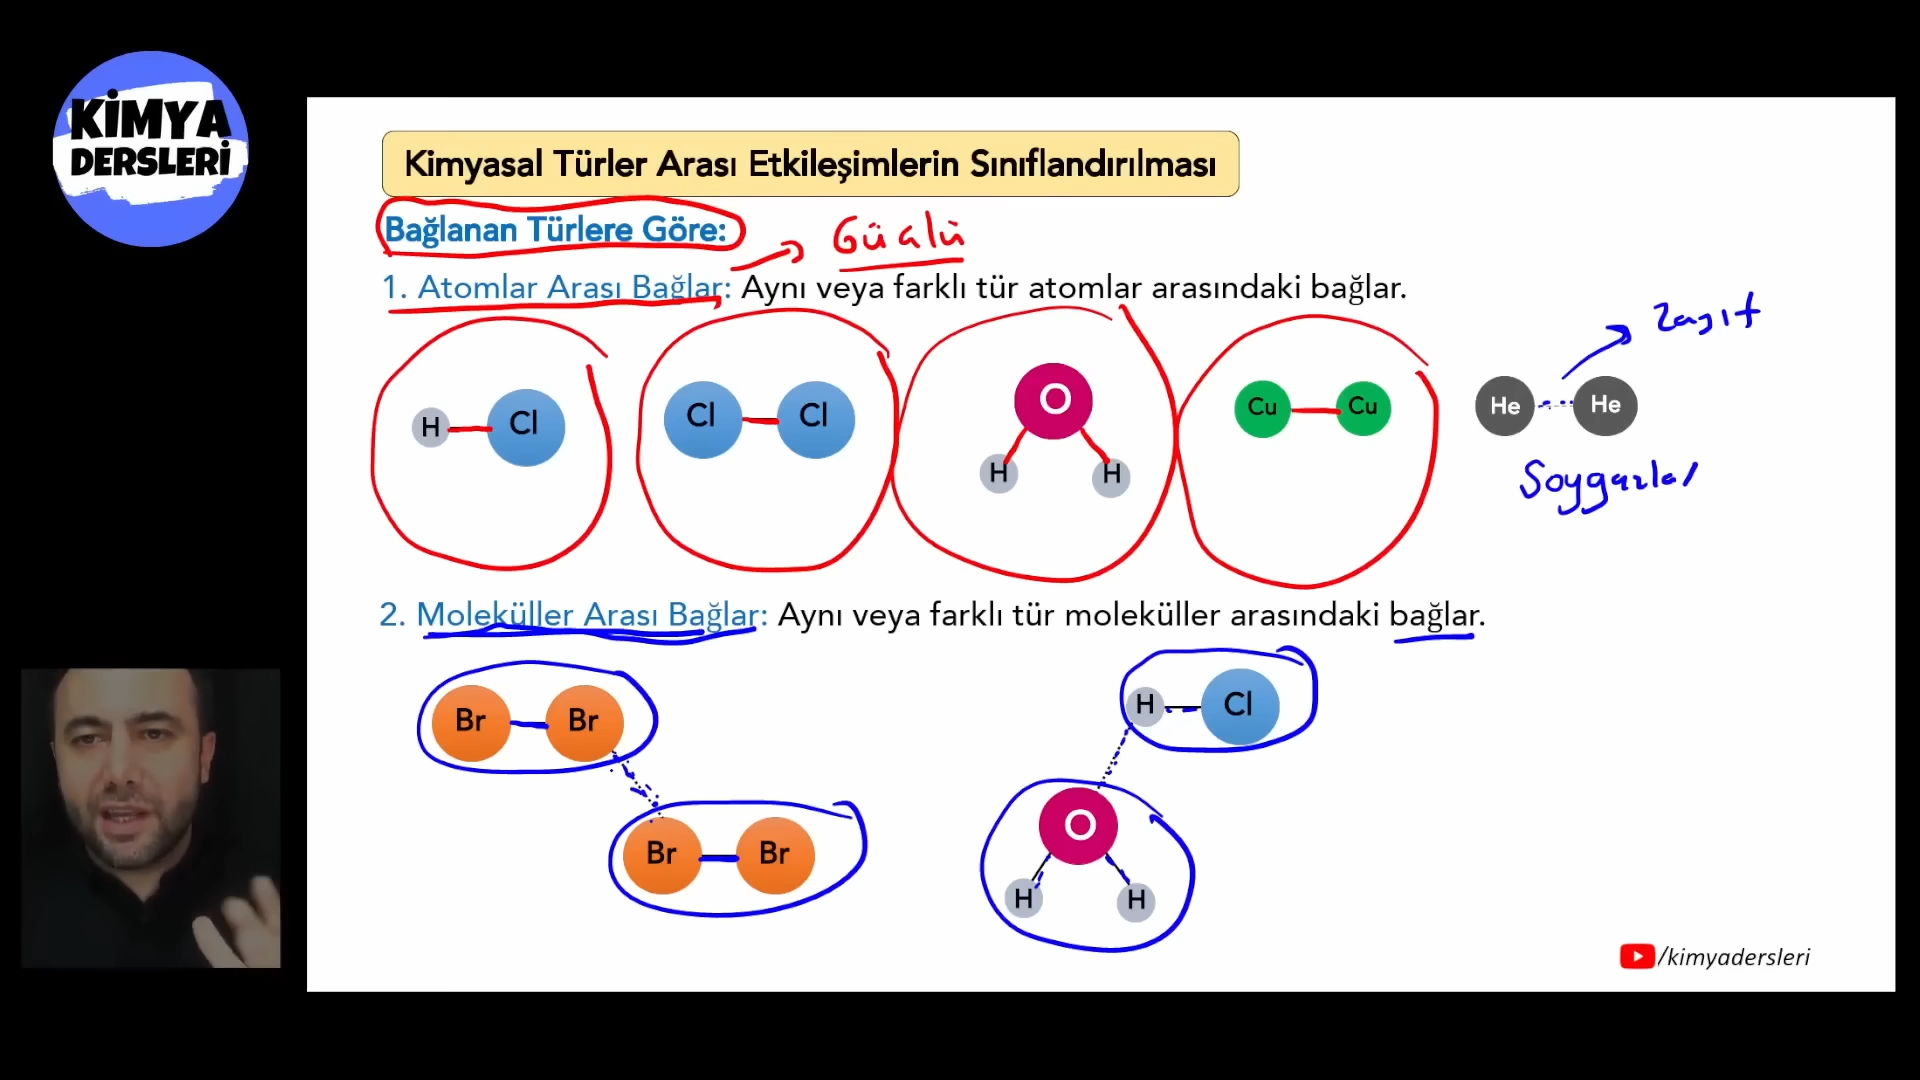 KİMYA
DERSLERİ
Kimyasal Türler Arası Etkileşimlerin Sınıflandırılması
Bağlanan Türlere Göre:
Güçlü
1. Atomlar Arası Bağlar: Aynı veya farklı tür atomlar arasındaki bağlar.
Zayıf
H Cl
Cl Cl
O
H H
Cu Cu
He He
Soygazlar
2. Moleküller Arası Bağlar: Aynı veya farklı tür moleküller arasındaki bağlar.
Br Br
Br Br
H Cl
O
H H
/kimyadersleri